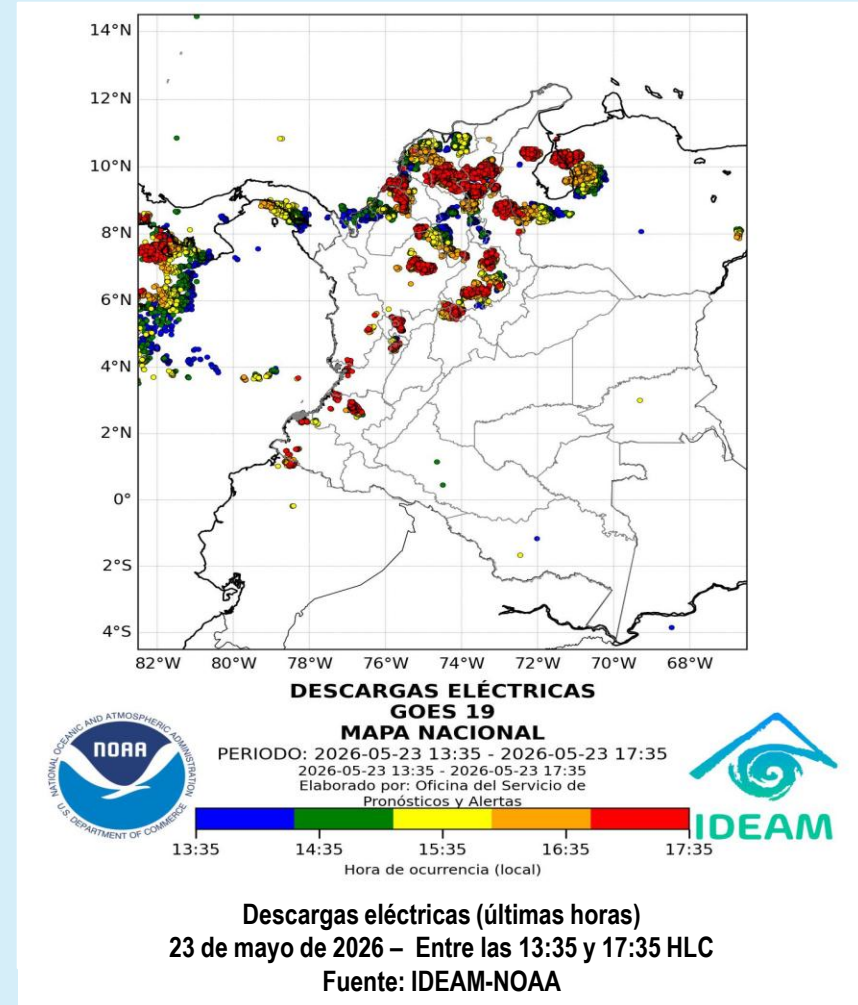 14°N
12°N
10°N
8°N
6°N
4°N
2°N
0°
2°S
4°S
82°W 80°W 78°W 76°W 74°W 72°W 70°W 68°W
DESCARGAS ELÉCTRICAS
GOES 19
MAPA NACIONAL
PERIODO: 2026-05-23 13:35 - 2026-05-23 17:35
2026-05-23 13:35 - 2026-05-23 17:35
Elaborado por: Oficina del Servicio de
Pronósticos y Alertas
NATIONAL OCEANIC AND ATMOSPHERIC ADMINISTRATION
NOAA
U.S. DEPARTMENT OF COMMERCE
IDEAM
13:35 14:35 15:35 16:35 17:35
Hora de ocurrencia (local)
Descargas eléctricas (últimas horas)
23 de mayo de 2026 – Entre las 13:35 y 17:35 HLC
Fuente: IDEAM-NOAA